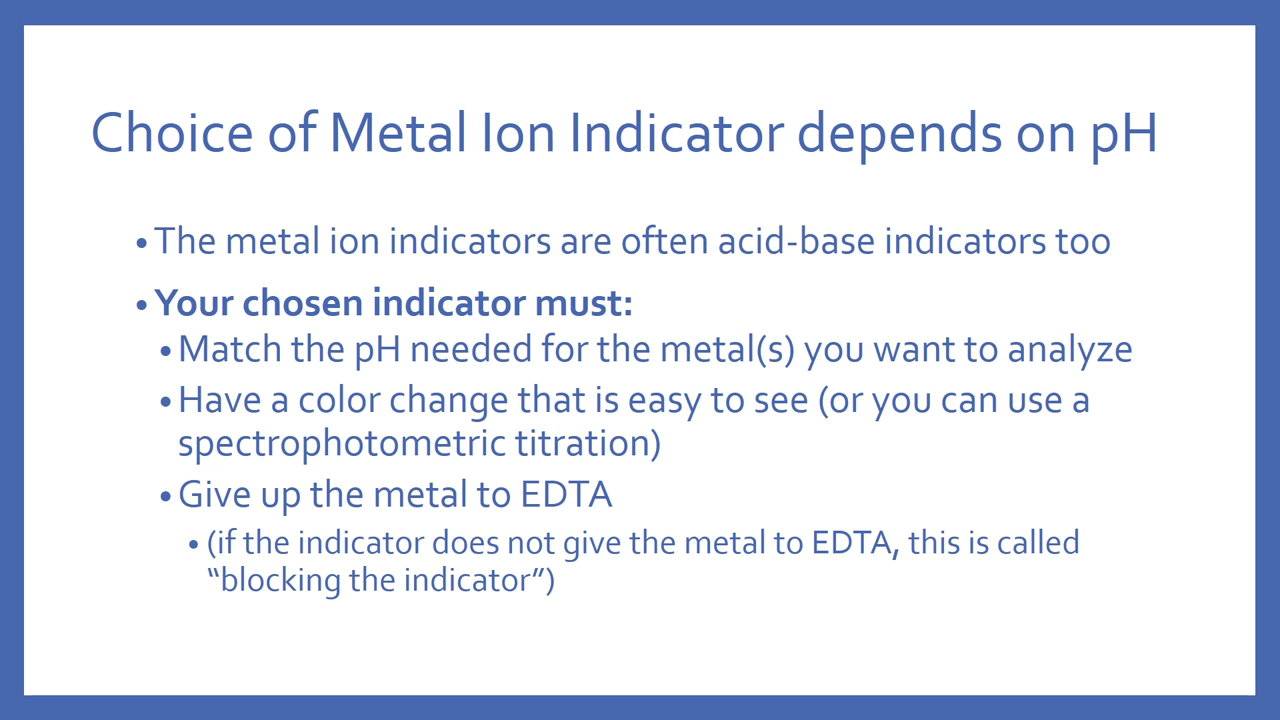 Choice of Metal Ion Indicator depends on pH
• The metal ion indicators are often acid-base indicators too
• Your chosen indicator must:
• Match the pH needed for the metal(s) you want to analyze
• Have a color change that is easy to see (or you can use a
spectrophotometric titration)
• Give up the metal to EDTA
• (if the indicator does not give the metal to EDTA, this is called
“blocking the indicator”)